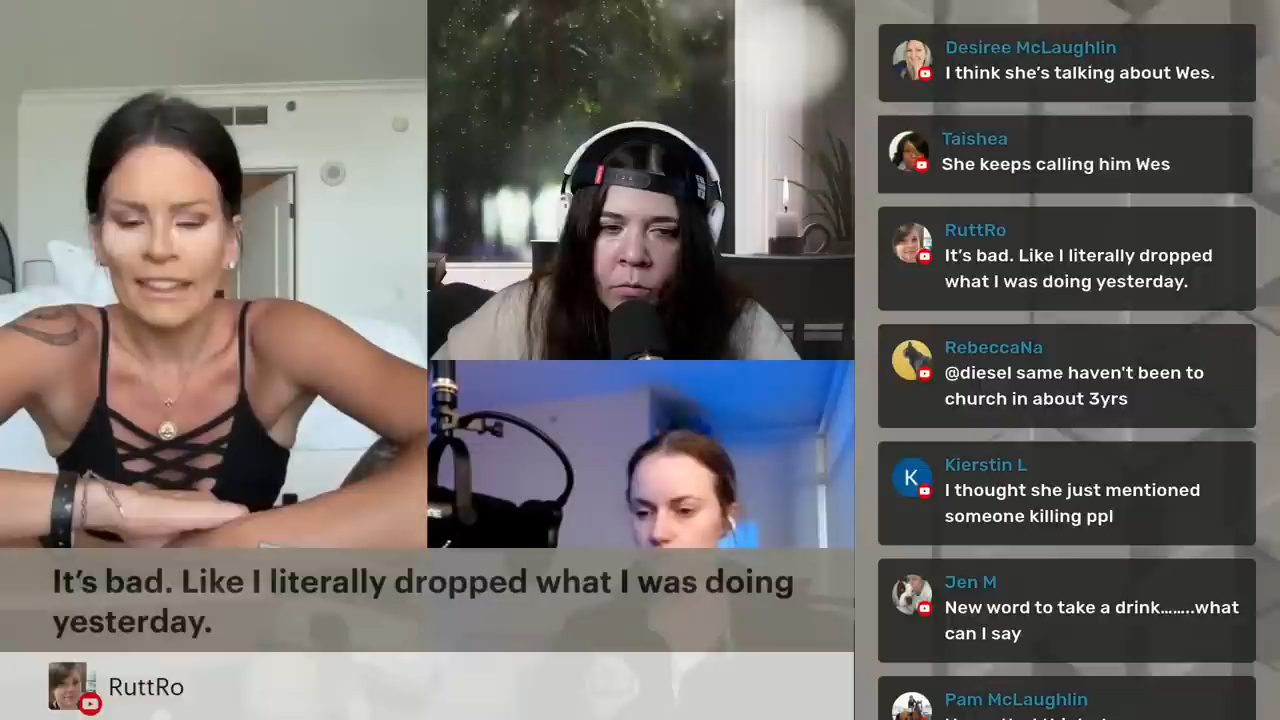 Desiree McLaughlin
I think she's talking about Wes.
Taishea
She keeps calling him Wes
RuttRo
It's bad. Like I literally dropped
what I was doing yesterday.
RebeccaNa
@diesel same haven't been to
church in about 3yrs
K
Kierstin L
I thought she just mentioned
someone killing ppl
Jen M
New word to take a drink........what
can I say
Pam McLaughlin
It's bad. Like I literally dropped what I was doing
yesterday.
RuttRo